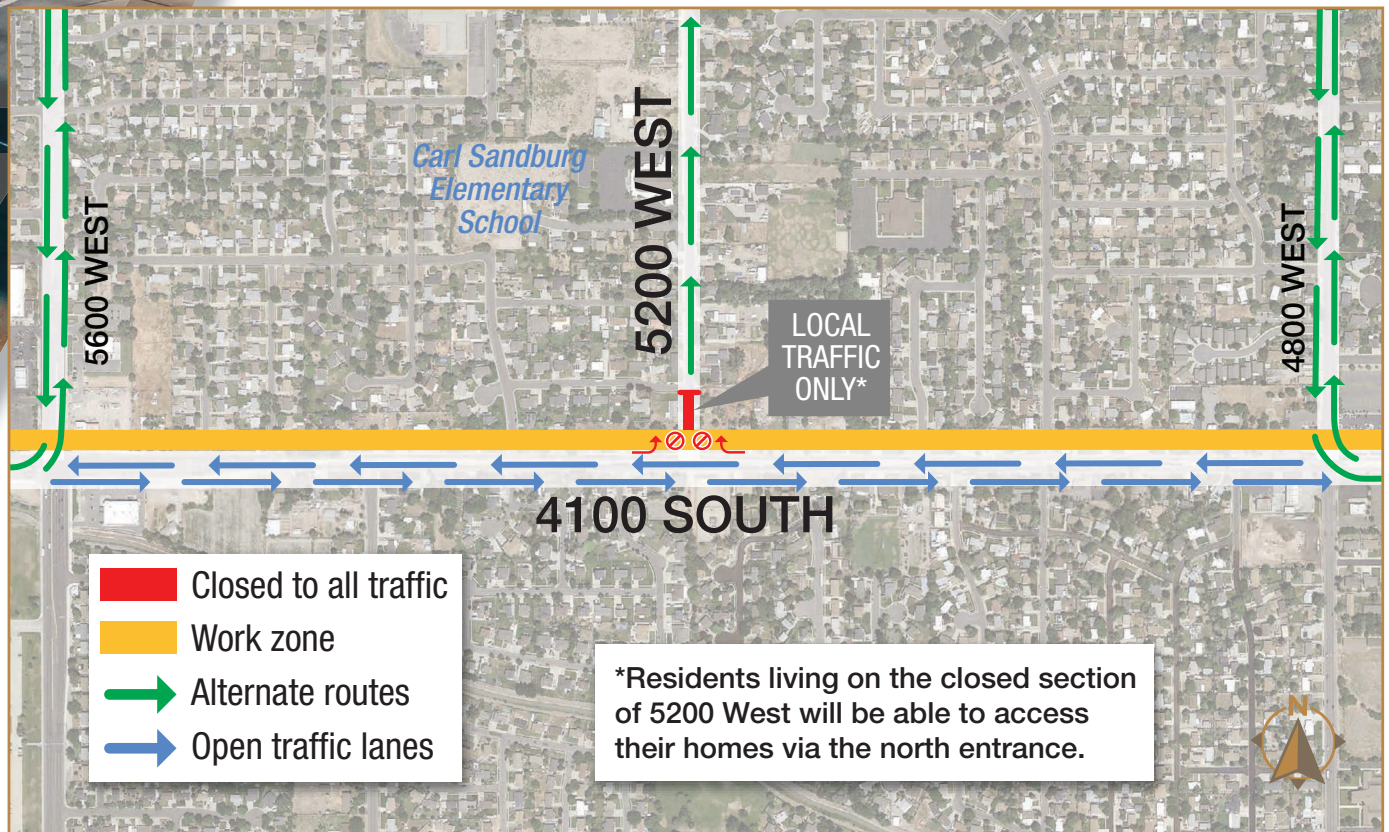 Carl Sandburg
Elementary
School
5200 WEST
5600 WEST
4800 WEST
LOCAL
TRAFFIC
ONLY*
4100 SOUTH
Closed to all traffic
Work zone
Alternate routes
Open traffic lanes
*Residents living on the closed section
of 5200 West will be able to access
their homes via the north entrance.
N